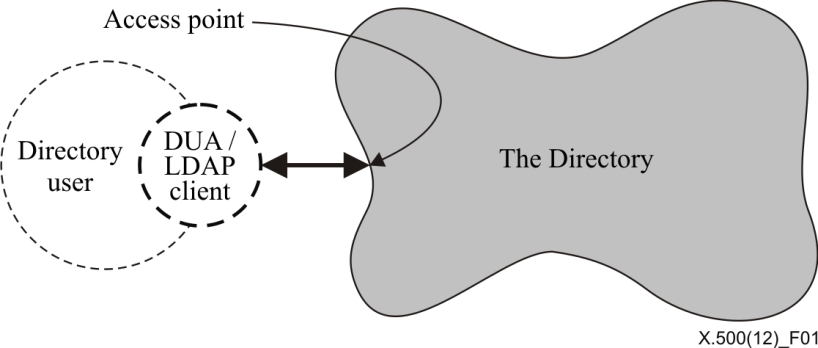 Access point
Directory
user
DUA /
LDAP
client
The Directory
X.500(12)_F01